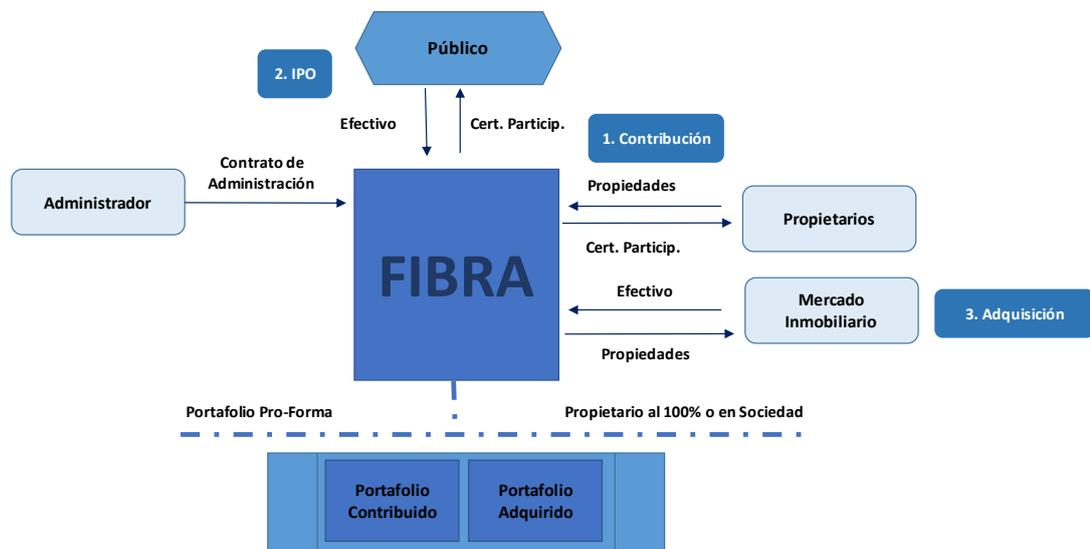 Público
2. IPO
Efectivo
Cert. Particip.
1. Contribución
Contrato de
Administración
Propiedades
Administrador
Propietarios
Cert. Particip.
FIBRA
Efectivo
Mercado
Inmobiliario
3. Adquisición
Propiedades
Portafolio Pro-Forma
Propietario al 100% o en Sociedad
Portafolio
Contribuido
Portafolio
Adquirido